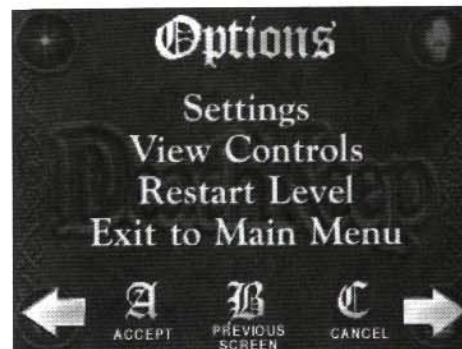 Options
Settings
View Controls
Restart Level
Exit to Main Menu
A B C
ACCEPT PREVIOUS SCREEN CANCEL